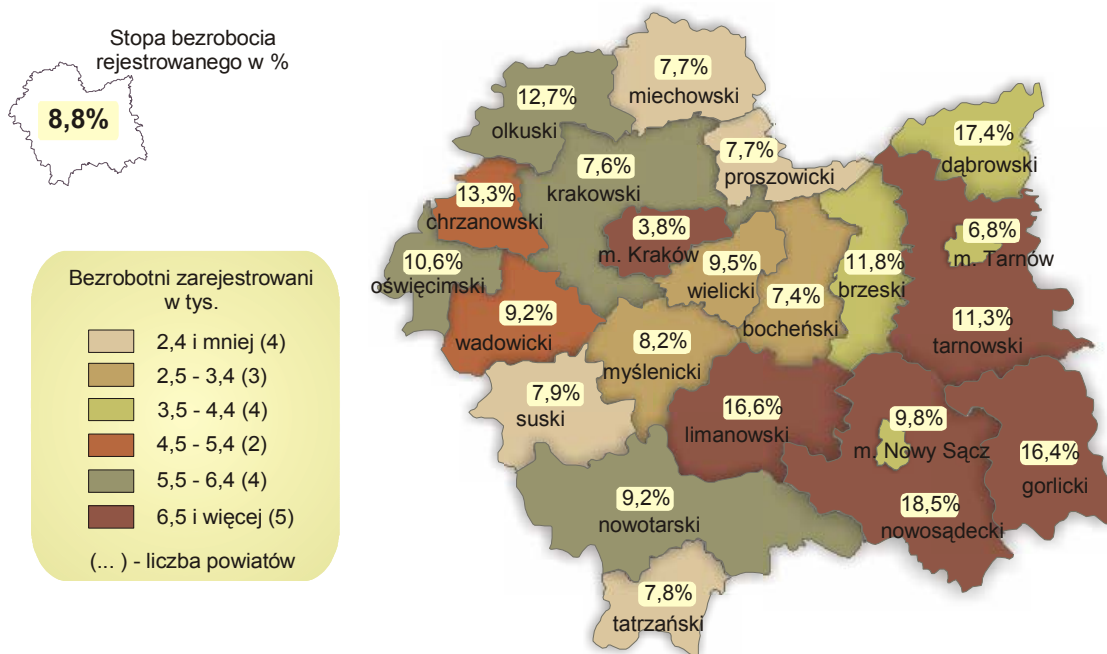 Stopa bezrobocia
rejestrowanego w %
8,8%
Bezrobotni zarejestrowani
w tys.
2,4 i mniej (4)
2,5 - 3,4 (3)
3,5 - 4,4 (4)
4,5 - 5,4 (2)
5,5 - 6,4 (4)
6,5 i więcej (5)
(... ) - liczba powiatów
7,7%
miechowski
12,7%
olkuski
7,6%
krakowski
7,7%
proszowicki
17,4%
dąbrowski
13,3%
chrzanowski
3,8%
m. Kraków
6,8%
m. Tarnów
10,6%
oświęcimski
9,5%
wielicki
11,8%
brzeski
9,2%
wadowicki
7,4%
bocheński
11,3%
tarnowski
8,2%
myślenicki
7,9%
suski
16,6%
limanowski
9,8%
m. Nowy Sącz
16,4%
gorlicki
9,2%
nowotarski
18,5%
nowosądecki
7,8%
tatrzański